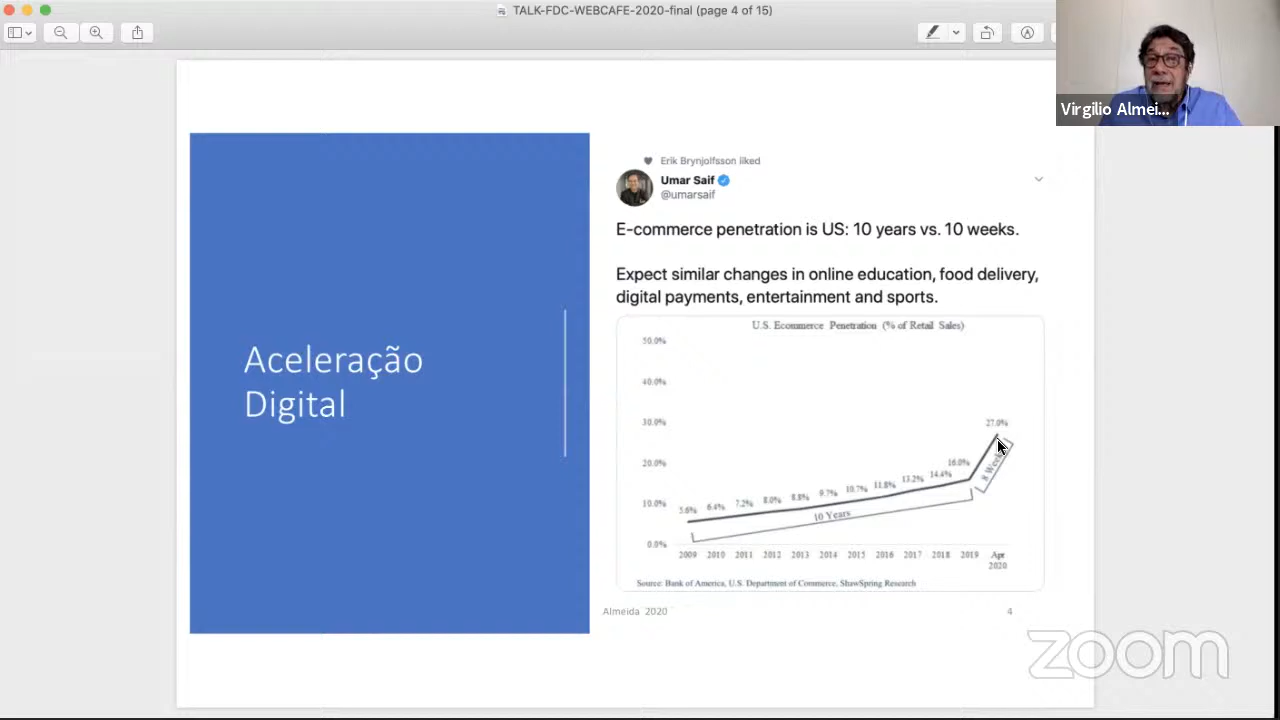 TALK-FDC-WEBCAFE-2020-final (page 4 of 15)
Virgilio Almei...
Aceleração
Digital
Erik Brynjolfsson liked
Umar Saif
@umarsaif
E-commerce penetration is US: 10 years vs. 10 weeks.
Expect similar changes in online education, food delivery,
digital payments, entertainment and sports.
U.S. Ecommerce Penetration (% of Retail Sales)
50.0%
40.0%
30.0%
20.0%
10.0%
0.0%
5.6% 6.4% 7.2% 8.0% 8.8% 9.7% 10.7% 11.8% 13.2% 14.4% 16.0% 27.0%
10 Years
8 Weeks
2009 2010 2011 2012 2013 2014 2015 2016 2017 2018 2019 Apr
2020
Source: Bank of America, U.S. Department of Commerce, ShawSpring Research
Almeida 2020
4
zoom